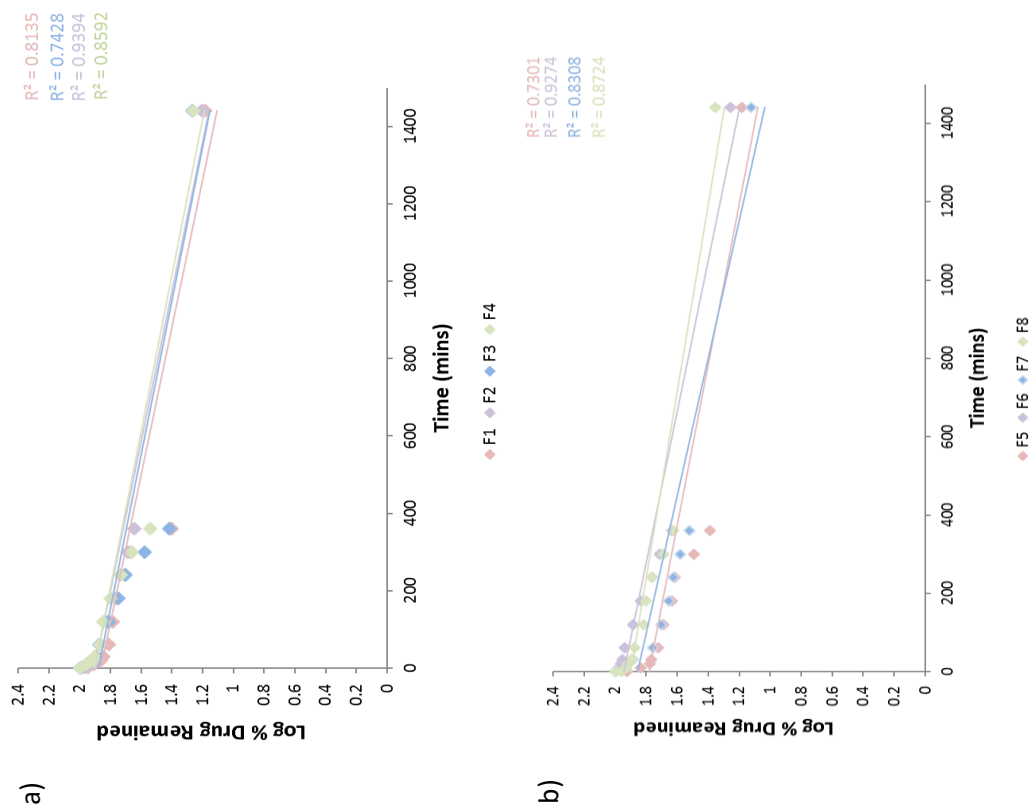 a)
R² = 0.8135
R² = 0.7428
R² = 0.9394
R² = 0.8592
Log % Drug Remained
2.4
2.2
2
1.8
1.6
1.4
1.2
1
0.8
0.6
0.4
0.2
0
0
200
400
600
800
1000
1200
1400
Time (mins)
F1 F2 F3 F4
b)
R² = 0.7301
R² = 0.9274
R² = 0.8308
R² = 0.8724
Log % Drug Reamined
2.4
2.2
2
1.8
1.6
1.4
1.2
1
0.8
0.6
0.4
0.2
0
0
200
400
600
800
1000
1200
1400
Time (mins)
F5 F6 F7 F8